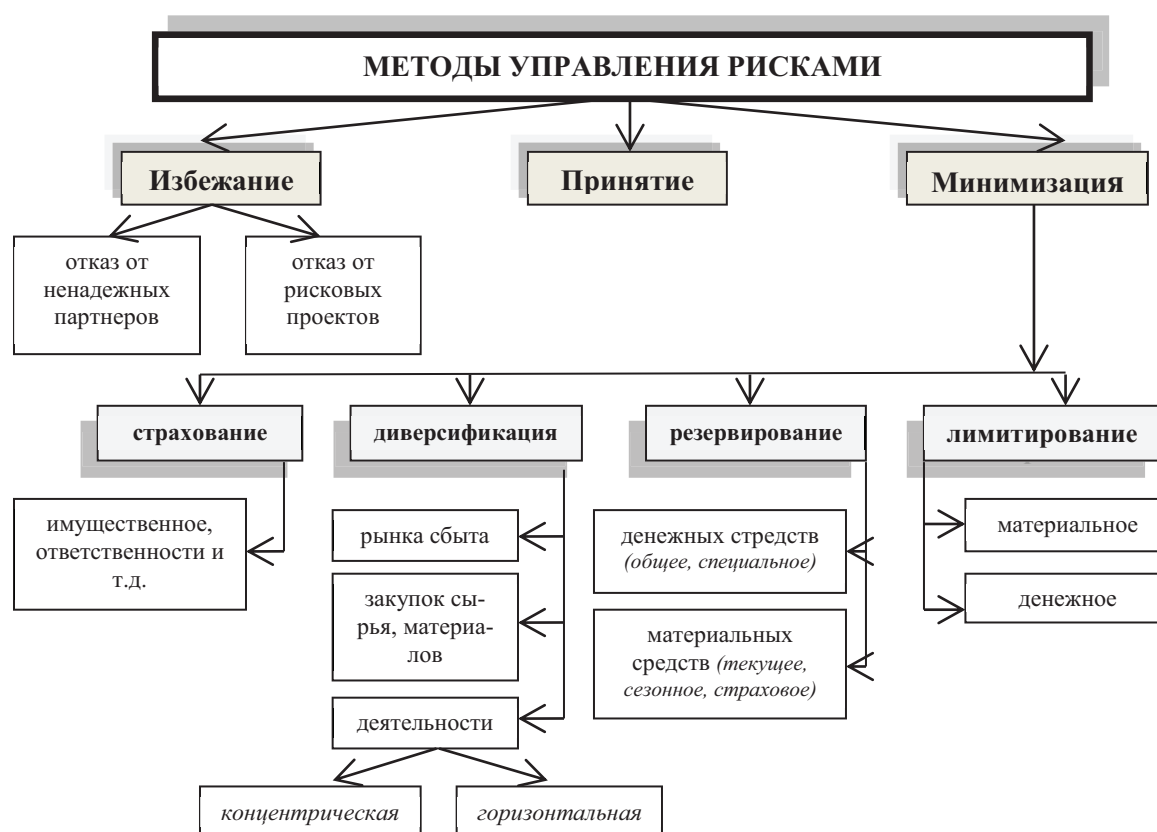 МЕТОДЫ УПРАВЛЕНИЯ РИСКАМИ
Избежание
Принятие
Минимизация
отказ от
ненадежных
партнеров
отказ от
рисковых
проектов
страхование
диверсификация
резервирование
лимитирование
имущественное,
ответственности и
т.д.
рынка сбыта
закупок сы-
рья, материа-
лов
деятельности
концентрическая
горизонтальная
денежных стредств
(общее, специальное)
материальных
средств (текущее,
сезонное, страховое)
материальное
денежное